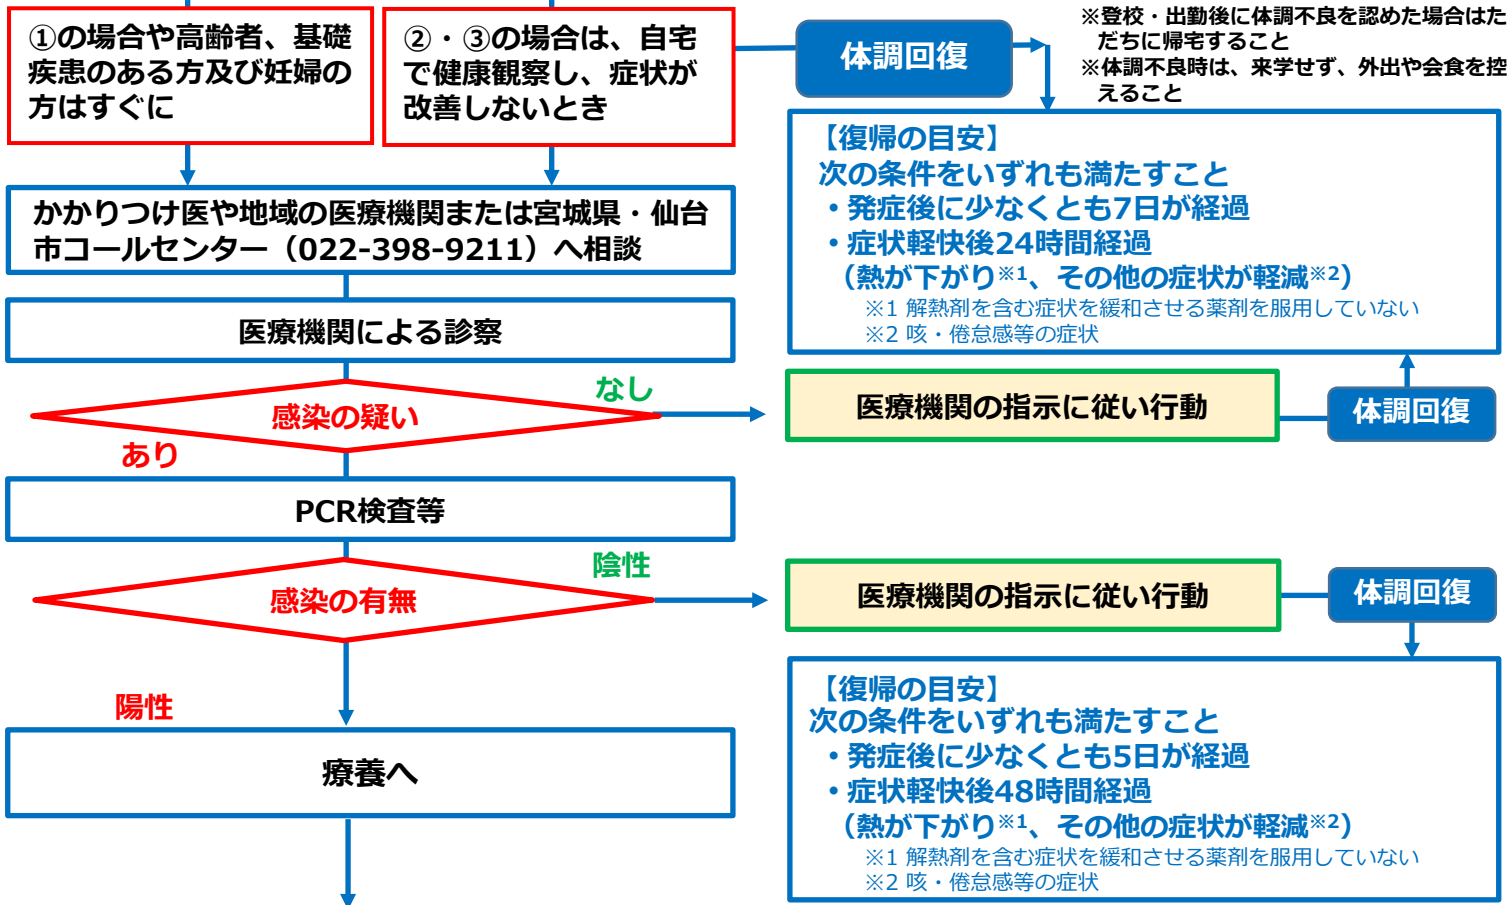 ①の場合や高齢者、基礎
疾患のある方及び妊婦の
方はすぐに
②・③の場合は、自宅
で健康観察し、症状が
改善しないとき
体調回復
※登校・出勤後に体調不良を認めた場合はた
だちに帰宅すること
※体調不良時は、来学せず、外出や会食を控
えること
【復帰の目安】
次の条件をいずれも満たすこと
・発症後に少なくとも7日が経過
・症状軽快後24時間経過
（熱が下がり※1、その他の症状が軽減※2）
※1 解熱剤を含む症状を緩和させる薬剤を服用していない
※2 咳・倦怠感等の症状
かかりつけ医や地域の医療機関または宮城県・仙台
市コールセンター（022-398-9211）へ相談
医療機関による診察
感染の疑い
なし
医療機関の指示に従い行動
体調回復
あり
PCR検査等
感染の有無
陰性
医療機関の指示に従い行動
体調回復
陽性
療養へ
【復帰の目安】
次の条件をいずれも満たすこと
・発症後に少なくとも5日が経過
・症状軽快後48時間経過
（熱が下がり※1、その他の症状が軽減※2）
※1 解熱剤を含む症状を緩和させる薬剤を服用していない
※2 咳・倦怠感等の症状